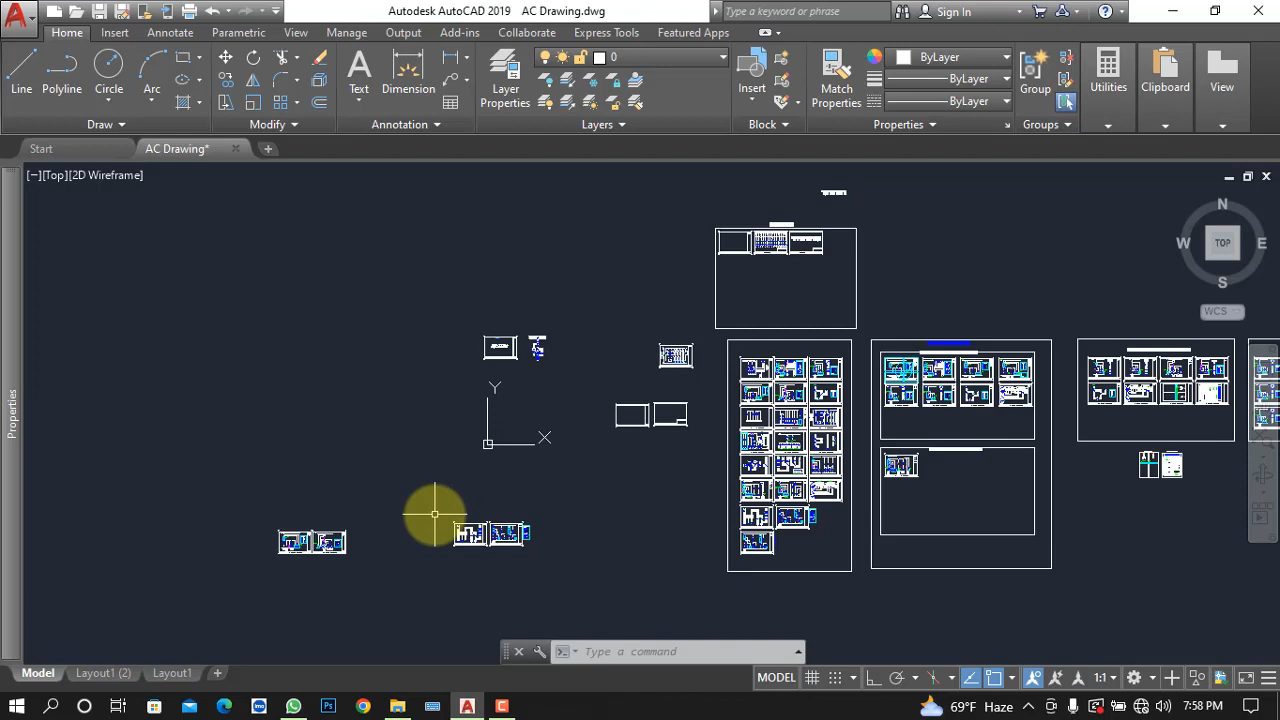 Autodesk AutoCAD 2019 AC Drawing.dwg
Type a keyword or phrase
Sign In
Home Insert Annotate Parametric View Manage Output Add-ins Collaborate Express Tools Featured Apps
Line Polyline Circle Arc
Text Dimension
Layer Properties
0
Insert
Match Properties
ByLayer
ByLayer
ByLayer
Group
Utilities
Clipboard
View
Draw Modify Annotation Layers Block Properties Groups
Start AC Drawing*
[−][Top][2D Wireframe]
N
W TOP E
S
WCS
Y
X
Properties
Type a command
Model Layout1 (2) Layout1
MODEL
1:1
69°F Haze
7:58 PM